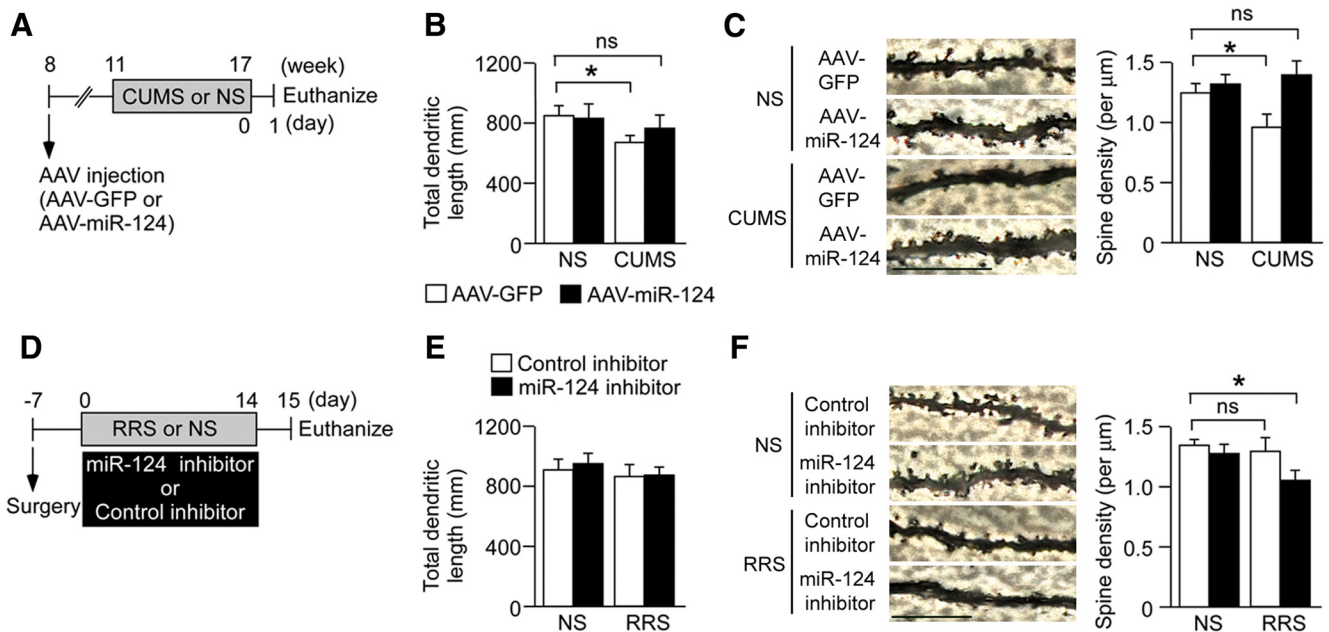 A
8
11
17
(week)
CUMS or NS
Euthanize
0
1
(day)
AAV injection
(AAV-GFP or
AAV-miR-124)
B
ns
*
1200
800
400
0
Total dendritic
length (mm)
NS
CUMS
AAV-GFP
AAV-miR-124
C
NS
AAV-
GFP
AAV-
miR-124
CUMS
AAV-
GFP
AAV-
miR-124
ns
*
1.5
1.0
0.5
0
Spine density (per μm)
NS
CUMS
D
-7
0
14
15
(day)
RRS or NS
Euthanize
miR-124 inhibitor
or
Control inhibitor
Surgery
E
Control inhibitor
miR-124 inhibitor
1200
800
400
0
Total dendritic
length (mm)
NS
RRS
F
NS
Control
inhibitor
miR-124
inhibitor
RRS
Control
inhibitor
miR-124
inhibitor
*
ns
1.5
1.0
0.5
0
Spine density (per μm)
NS
RRS